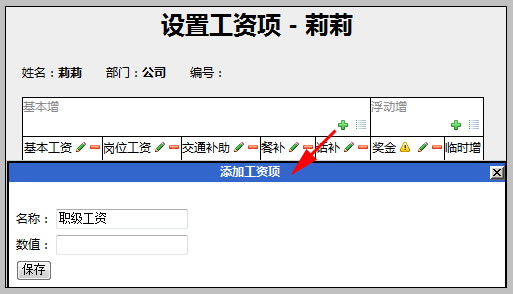 设置工资项 - 莉莉
姓名：莉莉 部门：公司 编号：
基本增 浮动增
基本工资 岗位工资 交通补助 餐补 话补 奖金 临时增
添加工资项
名称： 职级工资
数值：
保存